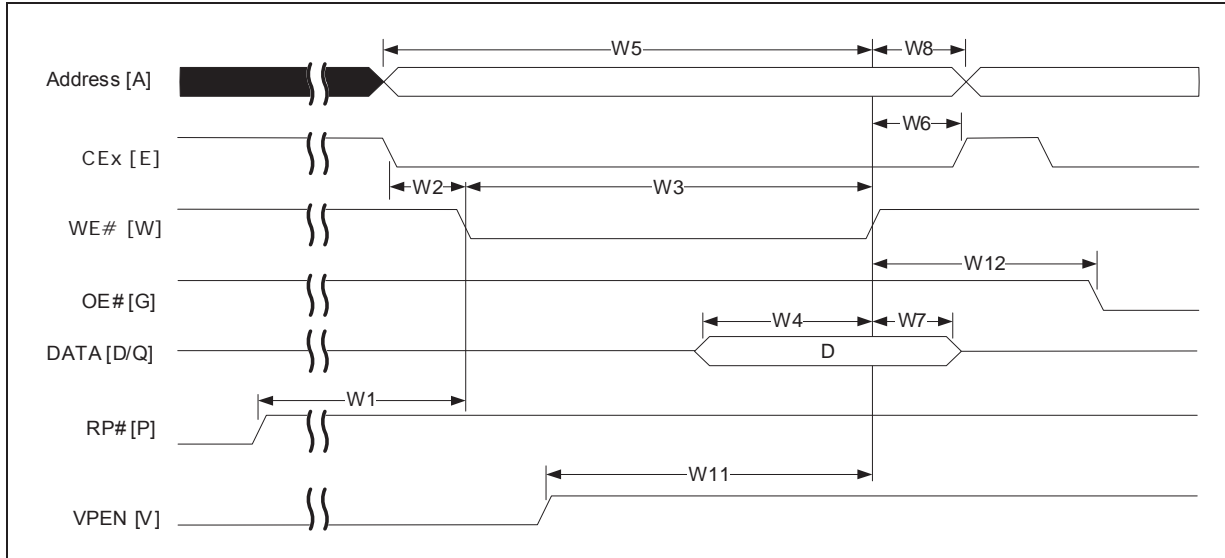 W5
W8
Address [A]
W6
CEx [E]
W2
W3
WE# [W]
W12
OE# [G]
W4
W7
DATA [D/Q]
D
W1
RP# [P]
W11
VPEN [V]